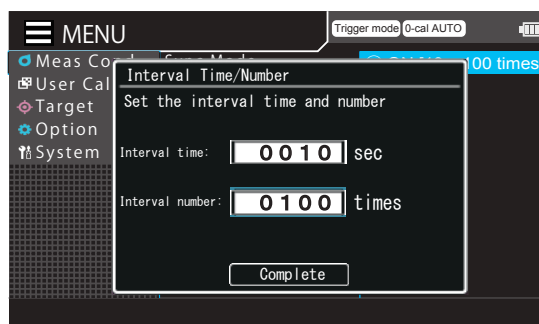 MENU
Trigger mode 0-cal AUTO
Meas Co
100 times
User Cal
Target
Option
System
Interval Time/Number
Set the interval time and number
Interval time: 0010 sec
Interval number: 0100 times
Complete